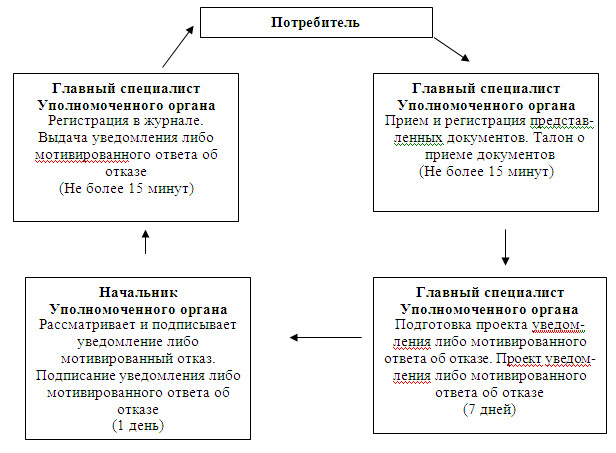 Потребитель
Главный специалист
Уполномоченного органа
Регистрация в журнале.
Выдача уведомления либо
мотивированного ответа об
отказе
(Не более 15 минут)
Главный специалист
Уполномоченного органа
Прием и регистрация представ-
ленных документов. Талон о
приеме документов
(Не более 15 минут)
Начальник
Уполномоченного органа
Рассматривает и подписывает
уведомление либо
мотивированный отказ.
Подписание уведомления либо
мотивированного ответа об
отказе
(1 день)
Главный специалист
Уполномоченного органа
Подготовка проекта уведом-
ления либо мотивированного
ответа об отказе. Проект уведом-
ления либо мотивированного
ответа об отказе
(7 дней)